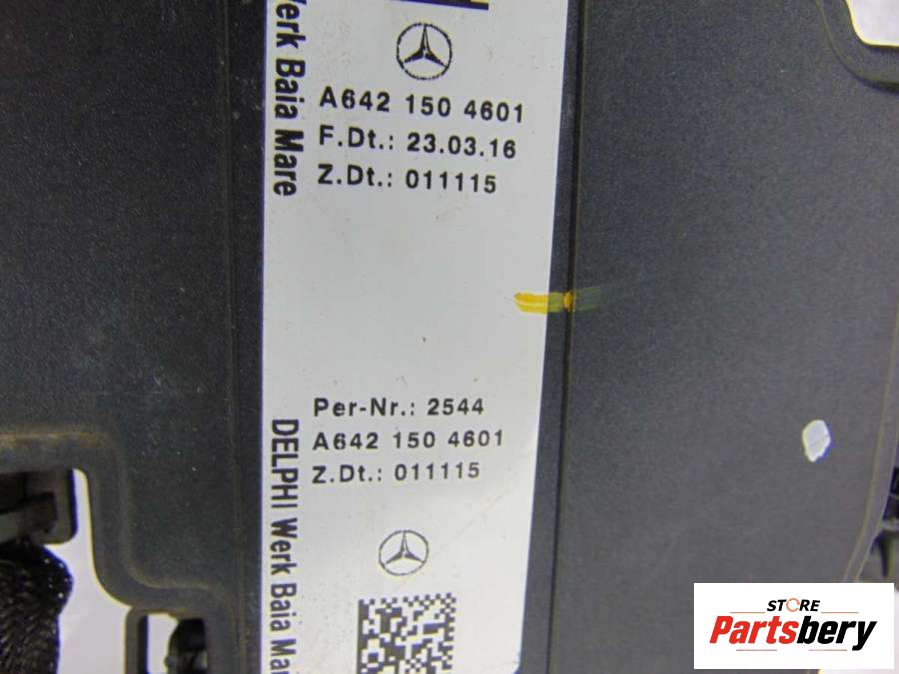 Werk Baia Mare
A642 150 4601
F.Dt.: 23.03.16
Z.Dt.: 011115
Per-Nr.: 2544
A642 150 4601
Z.Dt.: 011115
DELPHI Werk Baia Mar
STORE
Partsbery